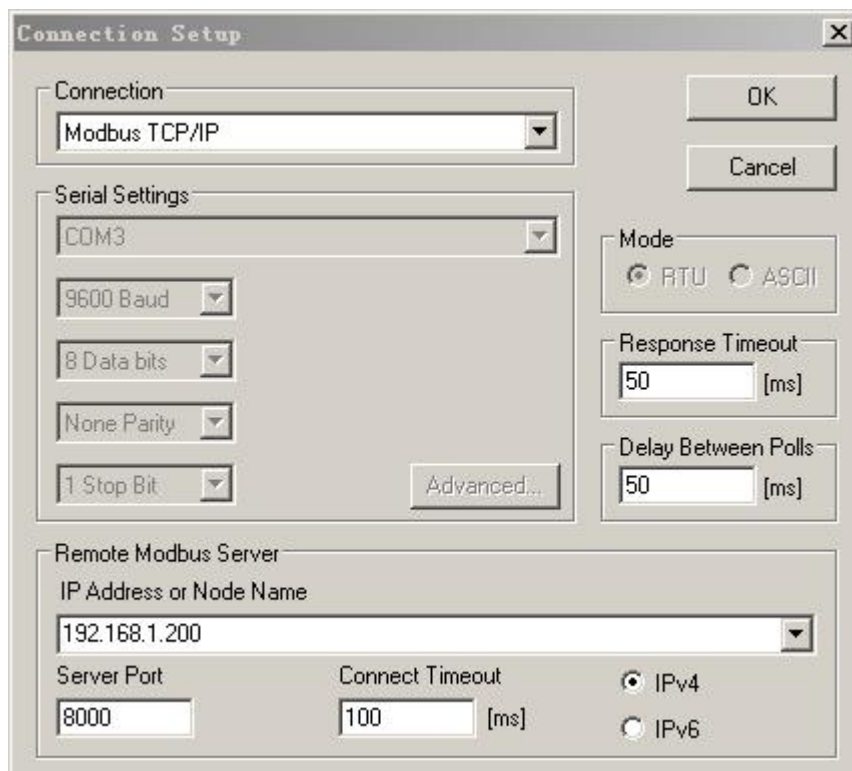 Connection Setup
Connection
OK
Modbus TCP/IP
Cancel
Serial Settings
COM3
Mode
RTU ASCII
9600 Baud
Response Timeout
8 Data bits
50 [ms]
None Parity
Delay Between Polls
1 Stop Bit
Advanced...
50 [ms]
Remote Modbus Server
IP Address or Node Name
192.168.1.200
Server Port Connect Timeout
IPv4
8000 100 [ms]
IPv6